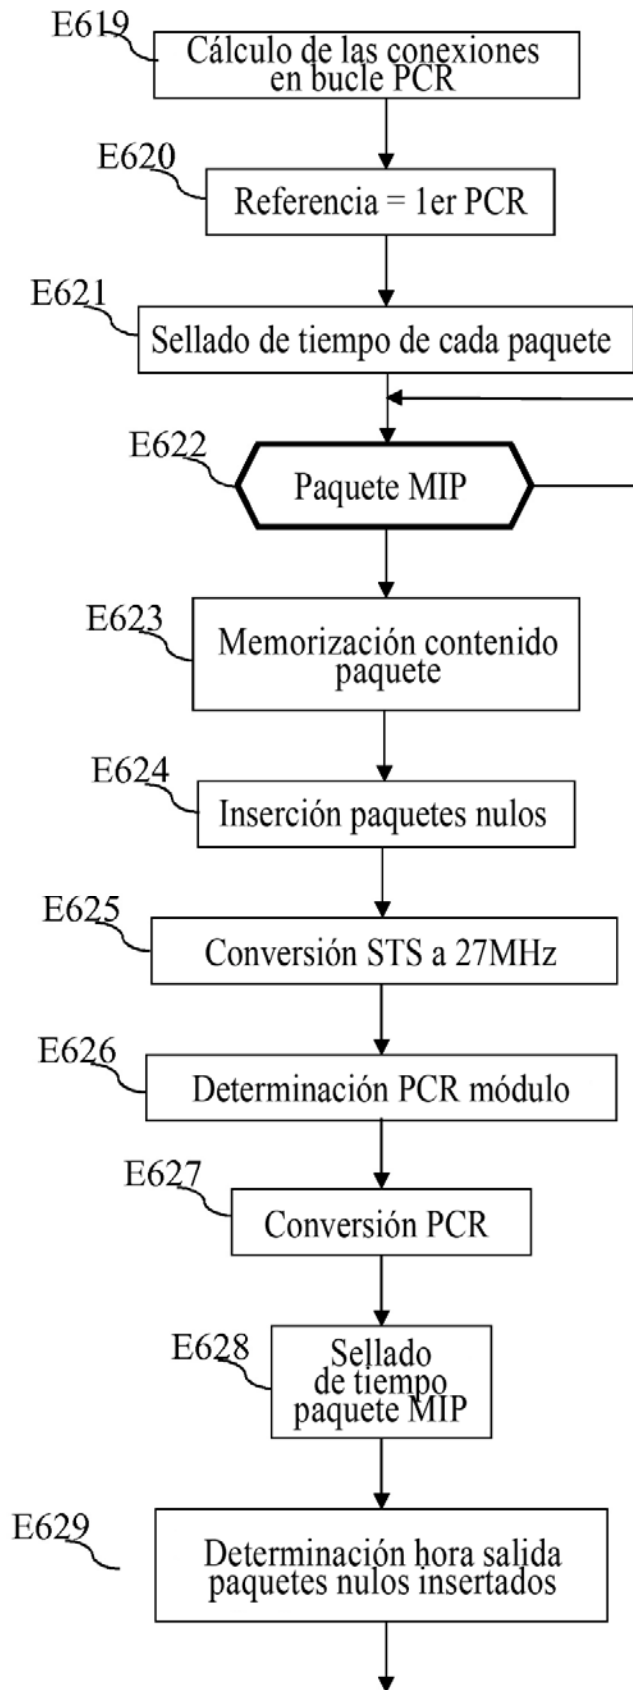 E619
Cálculo de las conexiones
en bucle PCR
E620
Referencia = 1er PCR
E621
Sellado de tiempo de cada paquete
E622
Paquete MIP
E623
Memorización contenido
paquete
E624
Inserción paquetes nulos
E625
Conversión STS a 27MHz
E626
Determinación PCR módulo
E627
Conversión PCR
E628
Sellado
de tiempo
paquete MIP
E629
Determinación hora salida
paquetes nulos insertados